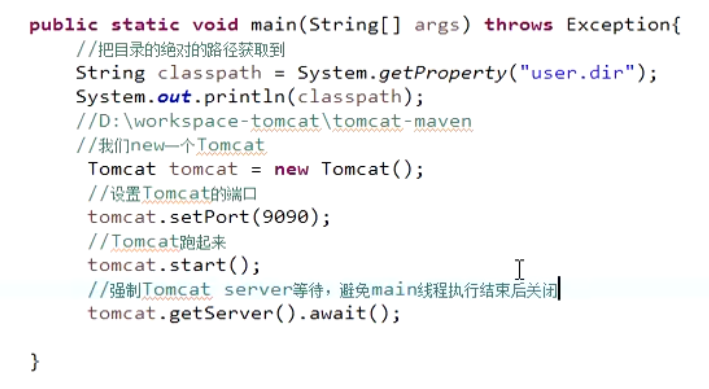 public static void main(String[] args) throws Exception{
//把目录的绝对的路径获取到
String classpath = System.getProperty("user.dir");
System.out.println(classpath);
//D:\workspace-tomcat\tomcat-maven
//我们new一个Tomcat
Tomcat tomcat = new Tomcat();
//设置Tomcat的端口
tomcat.setPort(9090);
//Tomcat跑起来
tomcat.start();
//强制Tomcat server等待，避免main线程执行结束后关闭
tomcat.getServer().await();
}